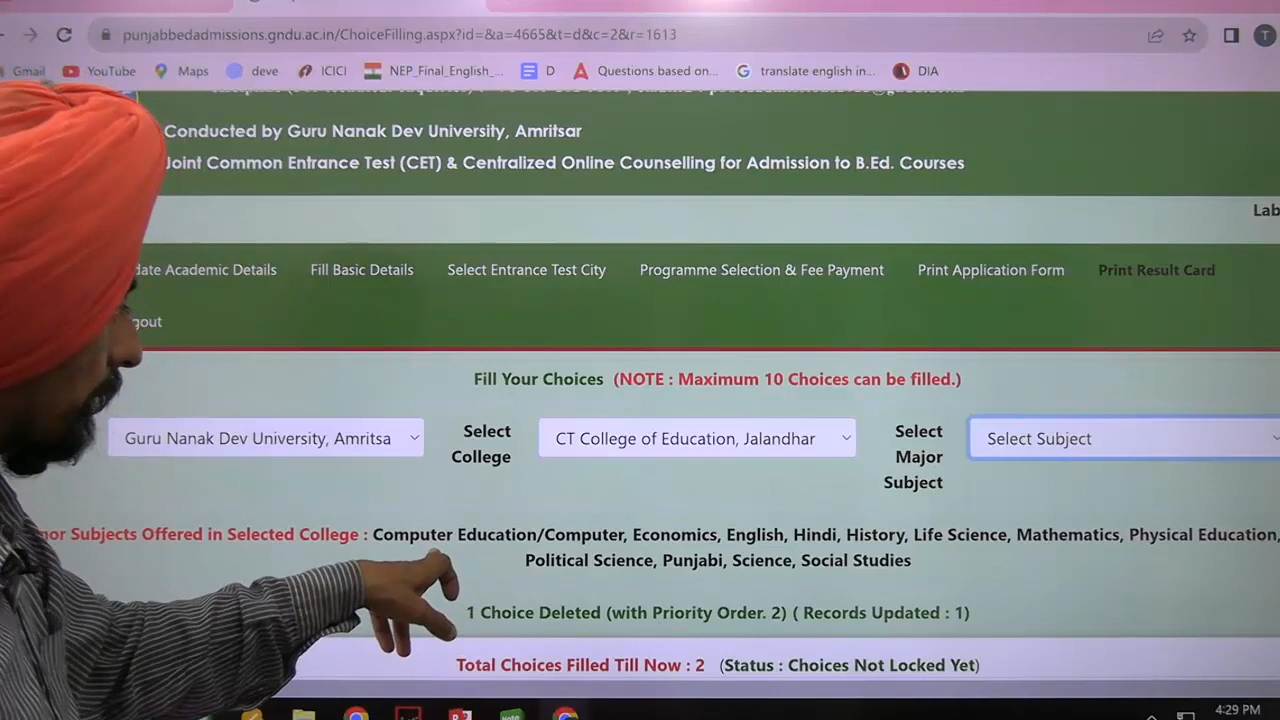 punjabbedadmissions.gndu.ac.in/ChoiceFilling.aspx?id=&a=4665&t=d&c=2&r=1613
T
Gmail YouTube Maps deve ICICI NEP_Final_English_... D Questions based on... translate english in... DIA
Conducted by Guru Nanak Dev University, Amritsar
Joint Common Entrance Test (CET) & Centralized Online Counselling for Admission to B.Ed. Courses
Lab
date Academic Details Fill Basic Details Select Entrance Test City Programme Selection & Fee Payment Print Application Form Print Result Card
gout
Fill Your Choices (NOTE : Maximum 10 Choices can be filled.)
Guru Nanak Dev University, Amritsa
Select College
CT College of Education, Jalandhar
Select Major Subject
Select Subject
nor Subjects Offered in Selected College : Computer Education/Computer, Economics, English, Hindi, History, Life Science, Mathematics, Physical Education,
Political Science, Punjabi, Science, Social Studies
1 Choice Deleted (with Priority Order. 2) ( Records Updated : 1)
Total Choices Filled Till Now : 2 (Status : Choices Not Locked Yet)
4:29 PM